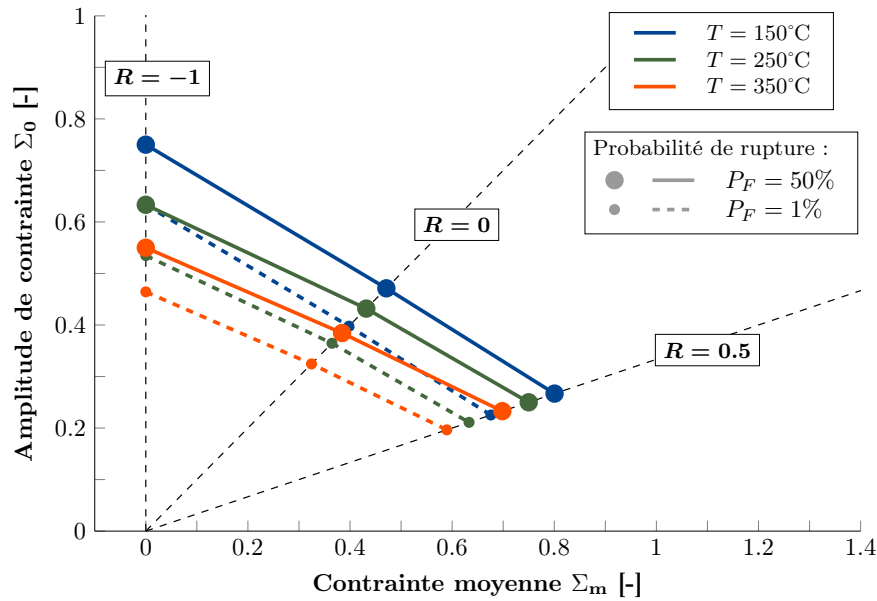 1
0.8
0.6
0.4
0.2
0
Amplitude de contrainte Σ₀ [-]
R = −1
R = 0
R = 0.5
T = 150°C
T = 250°C
T = 350°C
Probabilité de rupture :
P_F = 50%
P_F = 1%
0 0.2 0.4 0.6 0.8 1 1.2 1.4
Contrainte moyenne Σₘ [-]